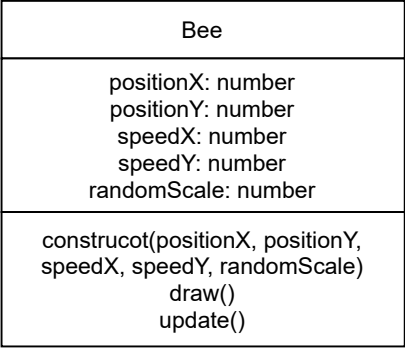 Bee
positionX: number
positionY: number
speedX: number
speedY: number
randomScale: number
construcot(positionX, positionY,
speedX, speedY, randomScale)
draw()
update()